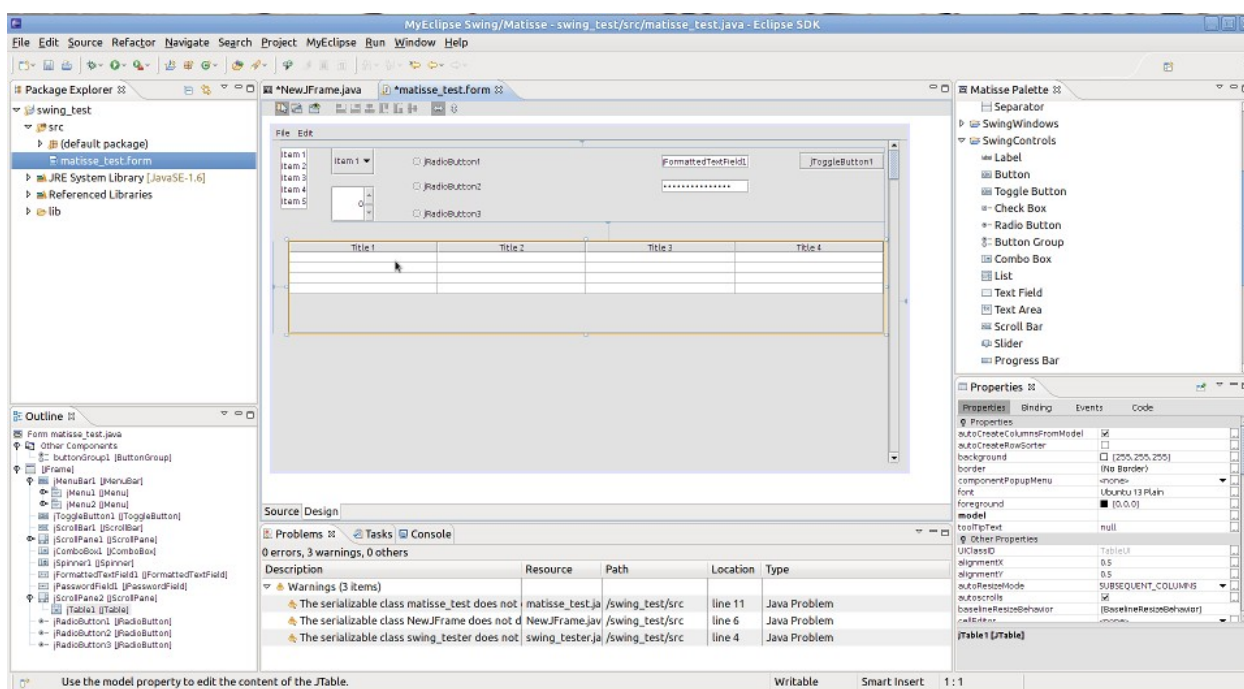 MyEclipse Swing/Matisse - swing_test/src/matisse_test.java - Eclipse SDK
File Edit Source Refactor Navigate Search Project MyEclipse Run Window Help
Package Explorer
swing_test
src
(default package)
matisse_test.form
JRE System Library [JavaSE-1.6]
Referenced Libraries
lib
*NewJFrame.java
*matisse_test.form
File Edit
Item 1
Item 2
Item 3
Item 4
Item 5
Item 1
0
jRadioButton1
jRadioButton2
jRadioButton3
jFormattedTextField1
jToggleButton1
Title 1 Title 2 Title 3 Title 4
Source Design
Matisse Palette
Separator
SwingWindows
SwingControls
Label
Button
Toggle Button
Check Box
Radio Button
Button Group
Combo Box
List
Text Field
Text Area
Scroll Bar
Slider
Progress Bar
Outline
Form matisse_test.java
Other Components
buttonGroup1 [ButtonGroup]
[JFrame]
jMenuBar1 [JMenuBar]
jMenu1 [JMenu]
jMenu2 [JMenu]
jToggleButton1 [JToggleButton]
jScrollBar1 [JScrollBar]
jScrollPane1 [JScrollPane]
jComboBox1 [JComboBox]
jSpinner1 [JSpinner]
jFormattedTextField1 [JFormattedTextField]
jPasswordField1 [JPasswordField]
jScrollPane2 [JScrollPane]
jTable1 [JTable]
jRadioButton1 [JRadioButton]
jRadioButton2 [JRadioButton]
jRadioButton3 [JRadioButton]
Problems Tasks Console
0 errors, 3 warnings, 0 others
Description Resource Path Location Type
Warnings (3 items)
The serializable class matisse_test does not matisse_test.ja /swing_test/src line 11 Java Problem
The serializable class NewJFrame does not d NewJFrame.jav /swing_test/src line 6 Java Problem
The serializable class swing_tester does not swing_tester.ja /swing_test/src line 4 Java Problem
Properties
Properties Binding Events Code
Properties
autoCreateColumnsFromModel
autoCreateRowSorter
background [255,255,255]
border (No Border)
componentPopupMenu <none>
font Ubuntu 13 Plain
foreground [0,0,0]
model
toolTipText null
Other Properties
UIClassID TableUI
alignmentX 0.5
alignmentY 0.5
autoResizeMode SUBSEQUENT_COLUMNS
autoscrolls
baselineResizeBehavior [BaselineResizeBehavior]
cellEditor <none>
jTable1 [JTable]
Use the model property to edit the content of the JTable.
Writable Smart Insert 1 : 1